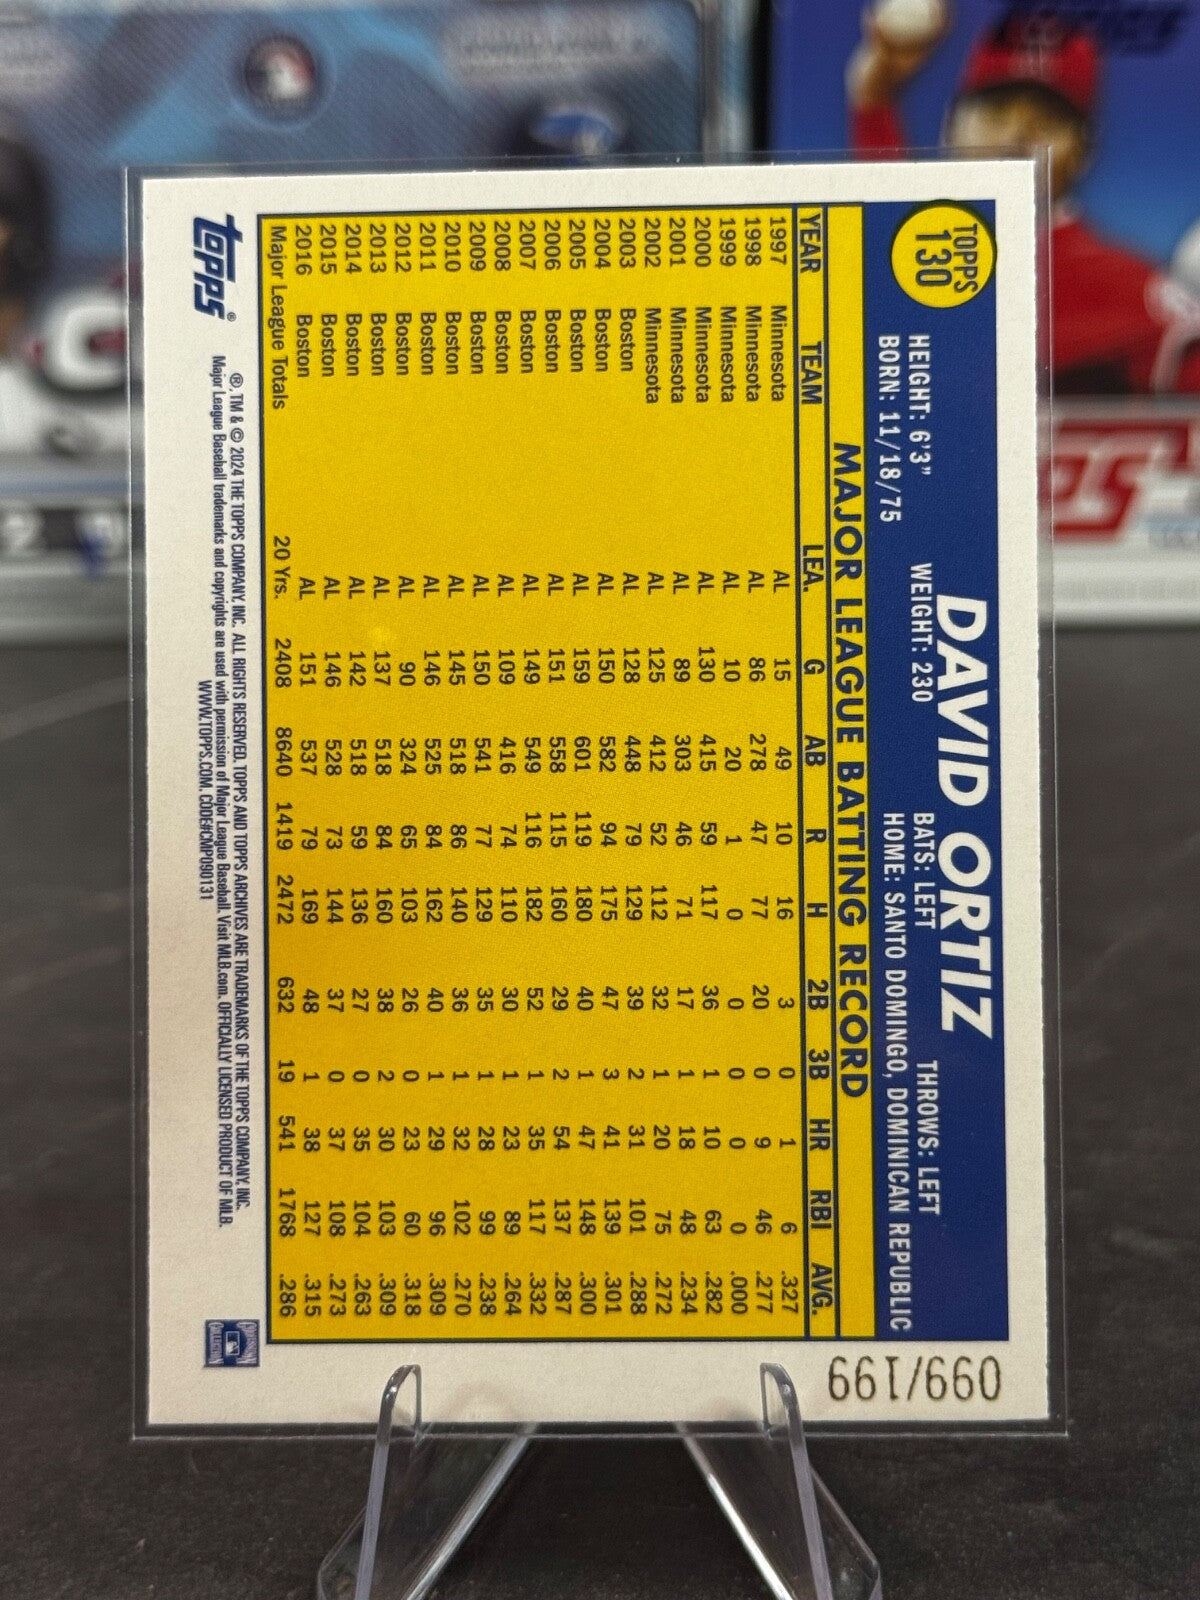 TOPPS
130
DAVID ORTIZ
HEIGHT: 6'3" WEIGHT: 230 BATS: LEFT THROWS: LEFT
BORN: 11/18/75 HOME: SANTO DOMINGO, DOMINICAN REPUBLIC
MAJOR LEAGUE BATTING RECORD
YEAR TEAM LEA. G AB R H 2B 3B HR RBI AVG.
1997 Minnesota AL 15 49 10 16 3 0 1 6 .327
1998 Minnesota AL 86 278 47 77 20 0 9 46 .277
1999 Minnesota AL 10 20 1 0 0 0 0 0 .000
2000 Minnesota AL 130 415 59 117 36 1 10 63 .282
2001 Minnesota AL 89 303 46 71 17 1 18 48 .234
2002 Minnesota AL 125 412 52 112 32 1 20 75 .272
2003 Boston AL 128 448 79 129 39 2 31 101 .288
2004 Boston AL 150 582 94 175 47 3 41 139 .301
2005 Boston AL 159 601 119 180 40 1 47 148 .300
2006 Boston AL 151 558 115 160 29 2 54 137 .287
2007 Boston AL 149 549 116 182 52 1 35 117 .332
2008 Boston AL 109 416 74 110 30 1 23 89 .264
2009 Boston AL 150 541 77 129 35 1 28 99 .238
2010 Boston AL 145 518 86 140 36 1 32 102 .270
2011 Boston AL 146 525 84 162 40 1 29 96 .309
2012 Boston AL 90 324 65 103 26 0 23 60 .318
2013 Boston AL 137 518 84 160 38 2 30 103 .309
2014 Boston AL 142 518 59 136 27 0 35 104 .263
2015 Boston AL 146 528 73 144 37 0 37 108 .273
2016 Boston AL 151 537 79 169 48 1 38 127 .315
Major League Totals 20 Yrs. 2408 8640 1419 2472 632 19 541 1768 .286
topps®
®, TM & © 2024 THE TOPPS COMPANY, INC. ALL RIGHTS RESERVED. TOPPS AND TOPPS ARCHIVES ARE TRADEMARKS OF THE TOPPS COMPANY, INC.
Major League Baseball trademarks and copyrights are used with permission of Major League Baseball. Visit MLB.com. OFFICIALLY LICENSED PRODUCT OF MLB.
WWW.TOPPS.COM. CODE#CMP090131
099/199